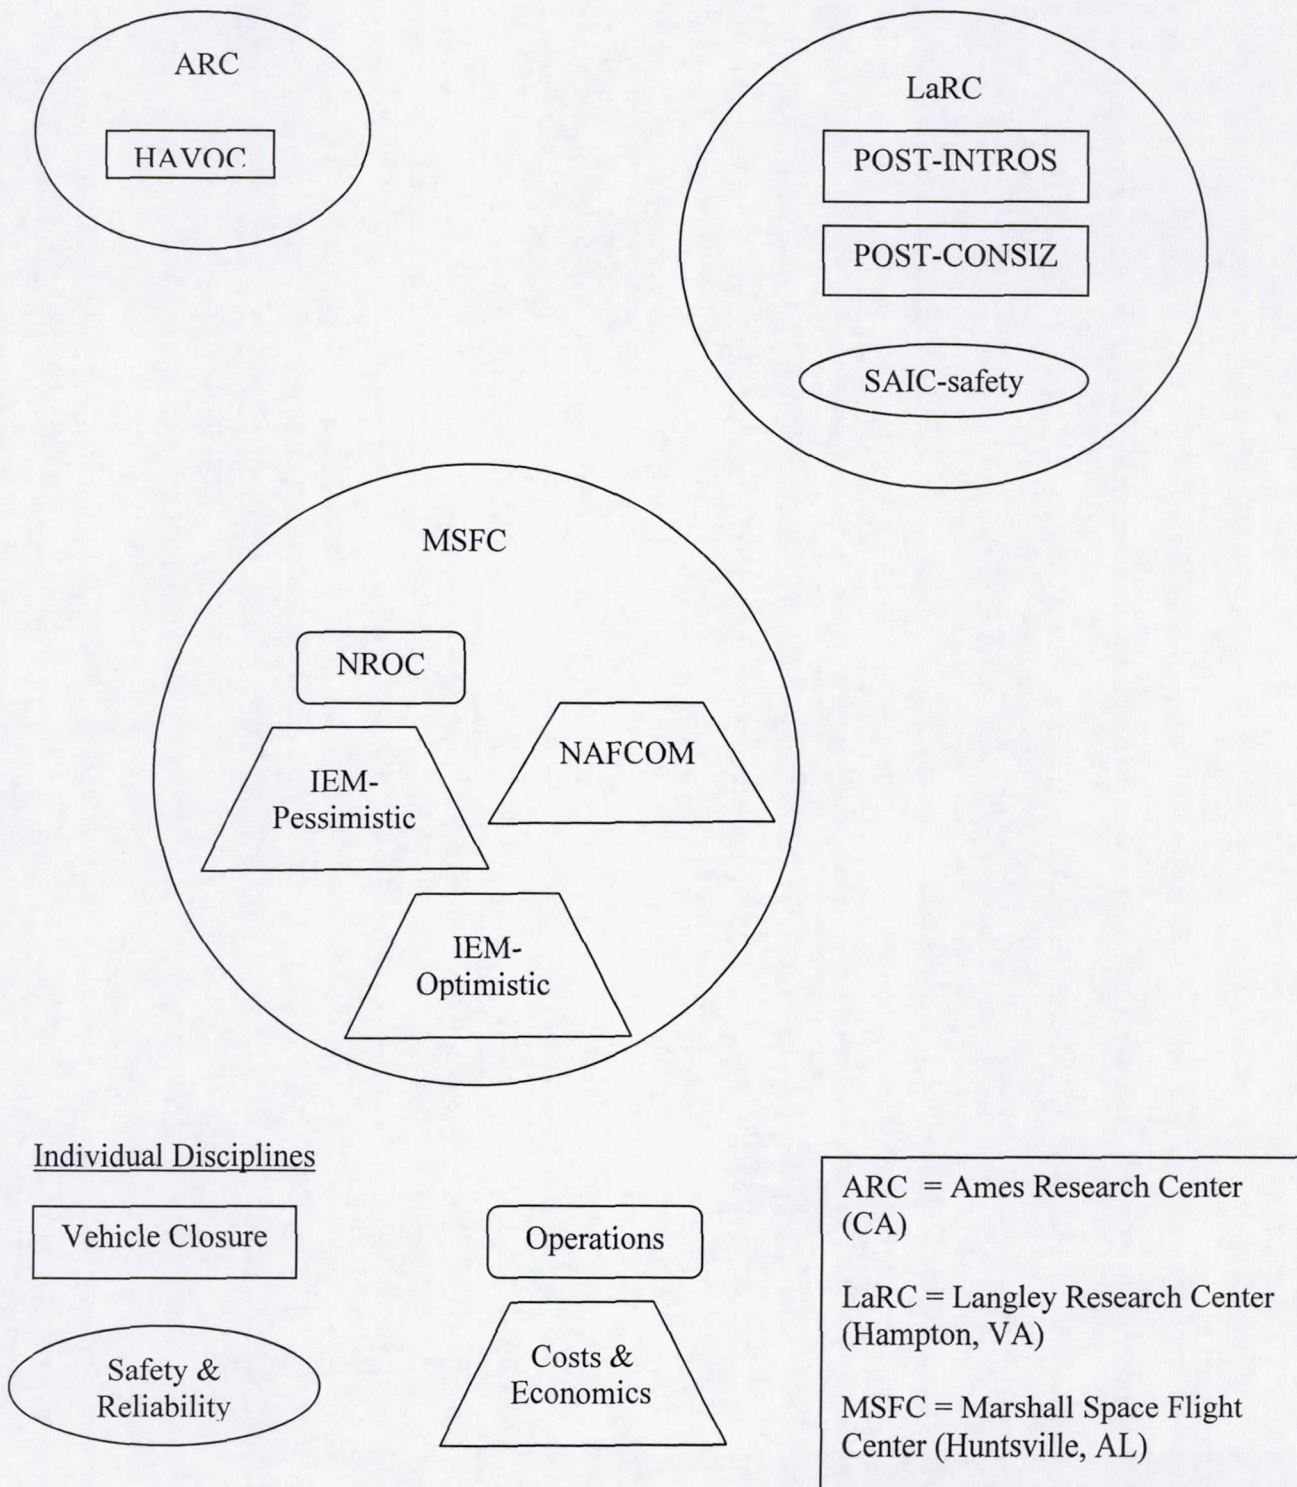 ARC
HAVOC
LaRC
POST-INTROS
POST-CONSIZ
SAIC-safety
MSFC
NROC
NAFCOM
IEM-
Pessimistic
IEM-
Optimistic
Individual Disciplines
Vehicle Closure
Operations
Safety &
Reliability
Costs &
Economics
ARC = Ames Research Center
(CA)
LaRC = Langley Research Center
(Hampton, VA)
MSFC = Marshall Space Flight
Center (Huntsville, AL)